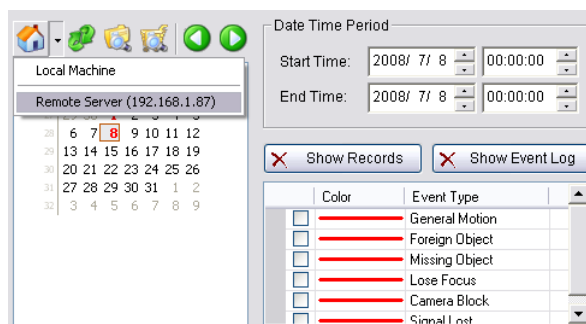 Local Machine
Remote Server (192.168.1.87)
28 6 7 8 9 10 11 12
29 13 14 15 16 17 18 19
30 20 21 22 23 24 25 26
31 27 28 29 30 31 1 2
32 3 4 5 6 7 8 9
Date Time Period
Start Time: 2008/ 7/ 8 00:00:00
End Time: 2008/ 7/ 8 00:00:00
Show Records Show Event Log
Color Event Type
General Motion
Foreign Object
Missing Object
Lose Focus
Camera Block
Signal Lost